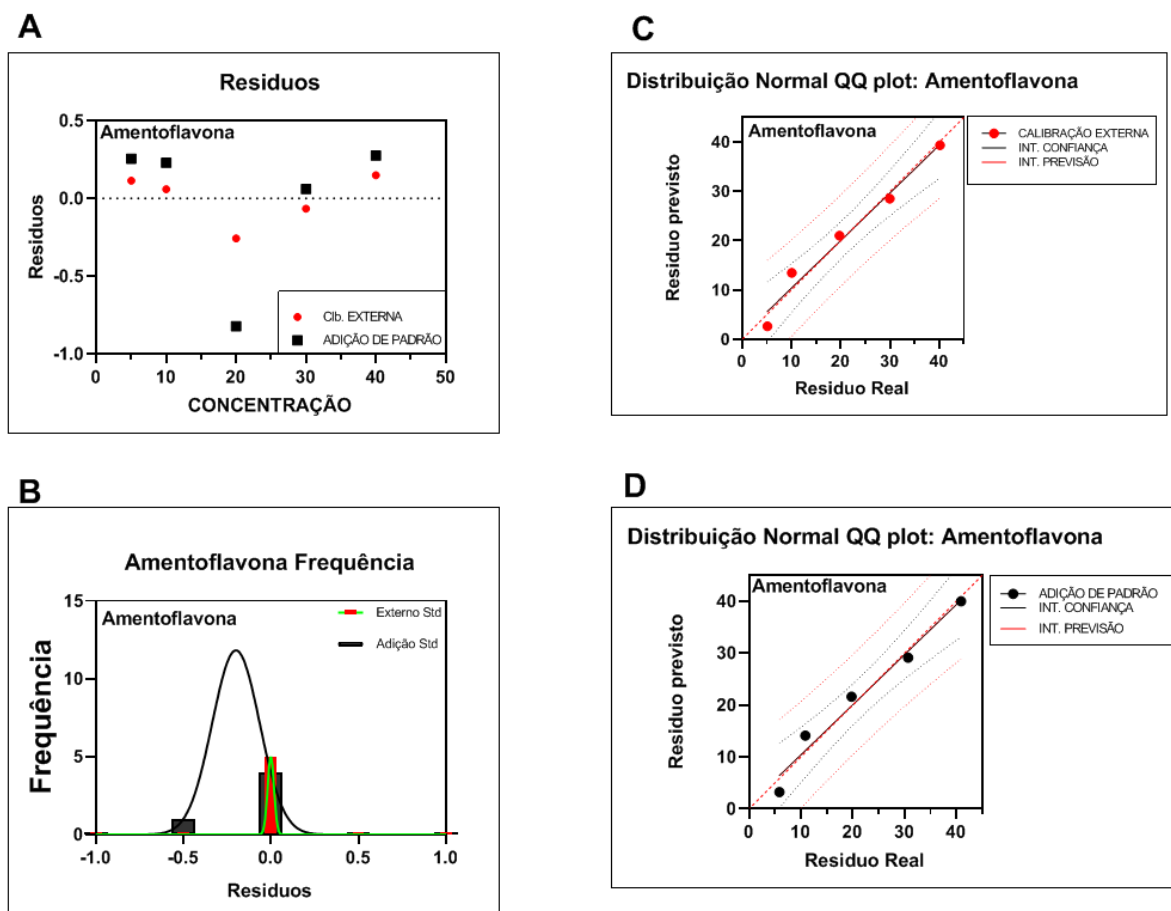 A
Residuos
Amentoflavona
0.5
0.0
-0.5
-1.0
Residuos
Clb. EXTERNA
ADIÇÃO DE PADRÃO
0 10 20 30 40 50
CONCENTRAÇÃO
B
Amentoflavona Frequência
Amentoflavona
Externo Std
Adição Std
15
10
5
0
Frequência
-1.0 -0.5 0.0 0.5 1.0
Residuos
C
Distribuição Normal QQ plot: Amentoflavona
Amentoflavona
CALIBRAÇÃO EXTERNA
INT. CONFIANÇA
INT. PREVISÃO
40
30
20
10
0
Residuo previsto
0 10 20 30 40
Residuo Real
D
Distribuição Normal QQ plot: Amentoflavona
Amentoflavona
ADIÇÃO DE PADRÃO
INT. CONFIANÇA
INT. PREVISÃO
40
30
20
10
0
Residuo previsto
0 10 20 30 40
Residuo Real